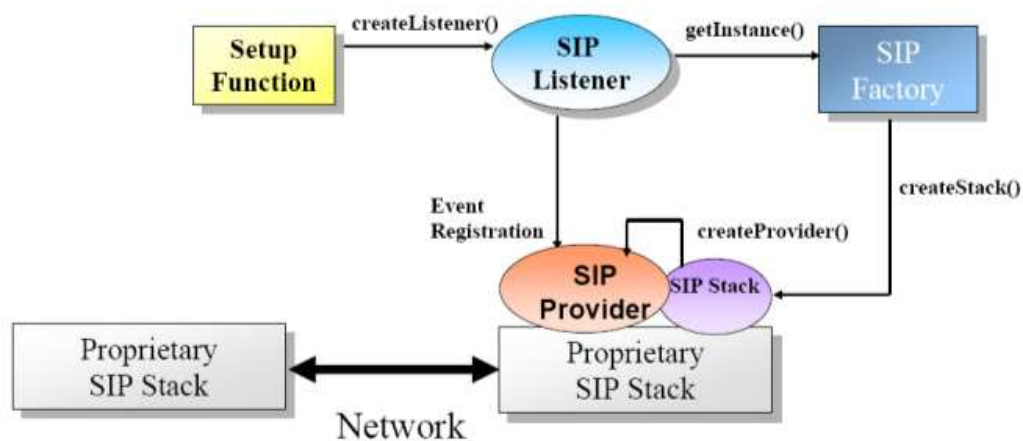 createListener()
Setup
Function
SIP
Listener
getInstance()
SIP
Factory
createStack()
Event
Registration
createProvider()
SIP
Provider
SIP Stack
Proprietary
SIP Stack
Proprietary
SIP Stack
Network